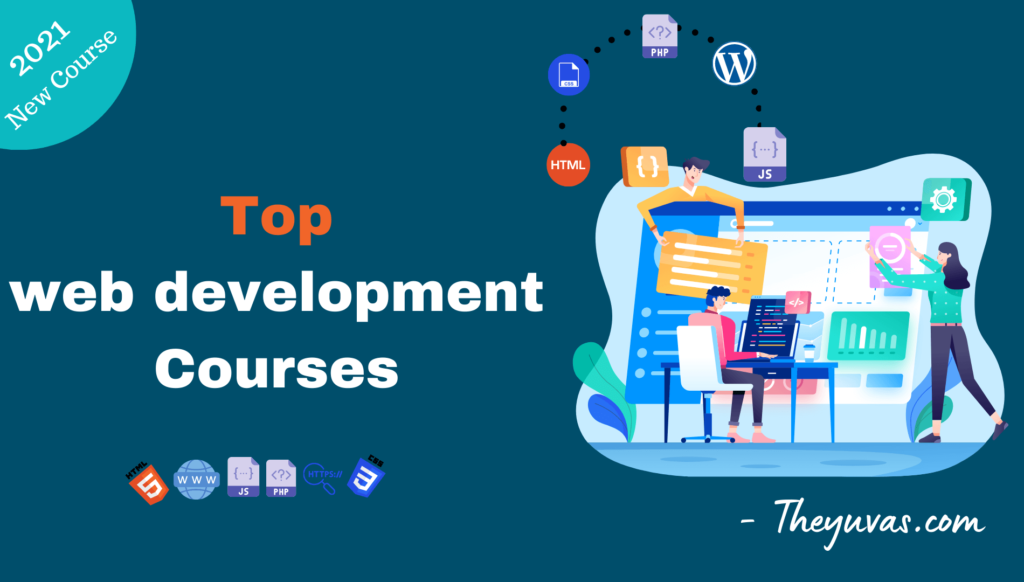 2021
New Course
<?>
PHP
W
CSS
HTML
{···}
JS
{ }
</>
Top
web development
Courses
HTML
5
WWW
{···}
JS
<?>
PHP
HTTPS://
CSS
3
- Theyuvas.com